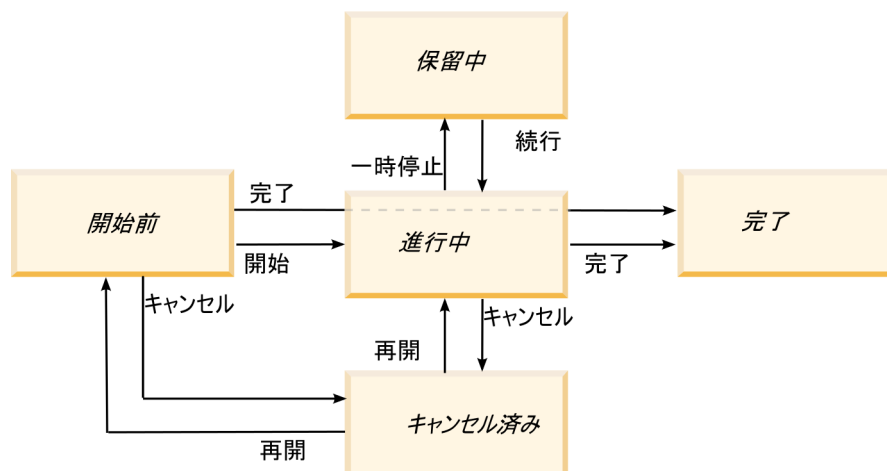 保留中
一時停止
続行
開始前
完了
開始
進行中
完了
完了
キャンセル
再開
キャンセル
キャンセル済み
再開